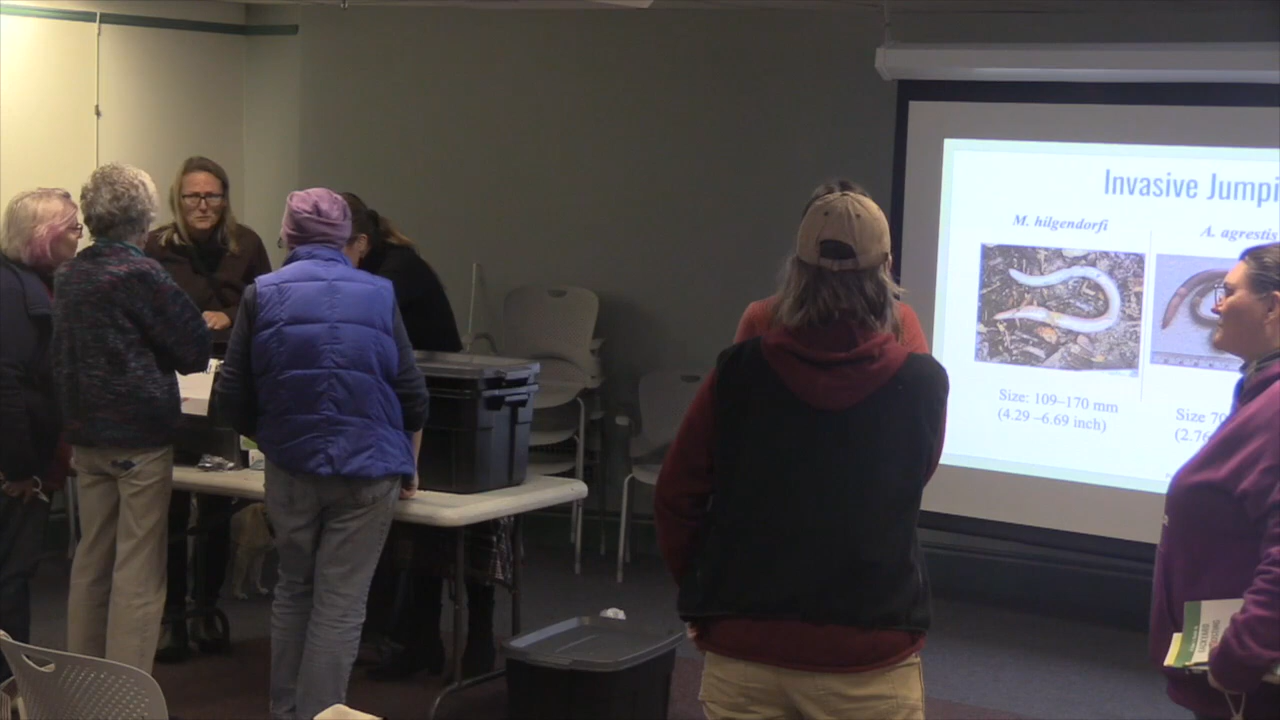 Invasive Jumpi
M. hilgendorfi
A. agrestis
Size: 109–170 mm
(4.29 –6.69 inch)
Size 70
(2.76